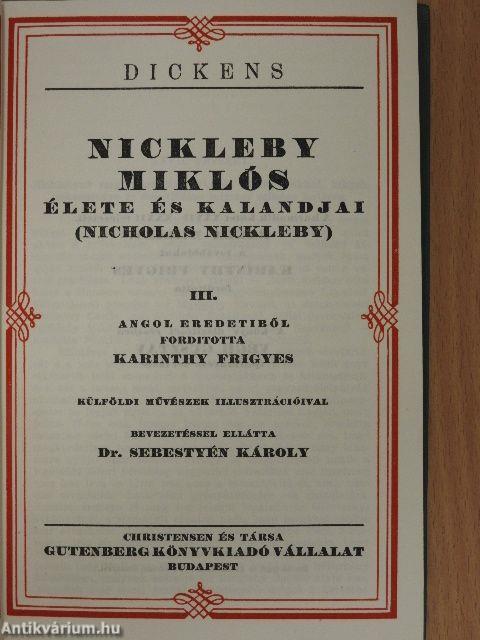 DICKENS
NICKLEBY
MIKLÓS
ÉLETE ÉS KALANDJAI
(NICHOLAS NICKLEBY)
III.
ANGOL EREDETIBŐL
FORDITOTTA
KARINTHY FRIGYES
KÜLFÖLDI MŰVÉSZEK ILLUSZTRÁCIÓIVAL
BEVEZETÉSSEL ELLÁTTA
Dr. SEBESTYÉN KÁROLY
CHRISTENSEN ÉS TÁRSA
GUTENBERG KÖNYVKIADÓ VÁLLALAT
BUDAPEST
Antikvárium.hu